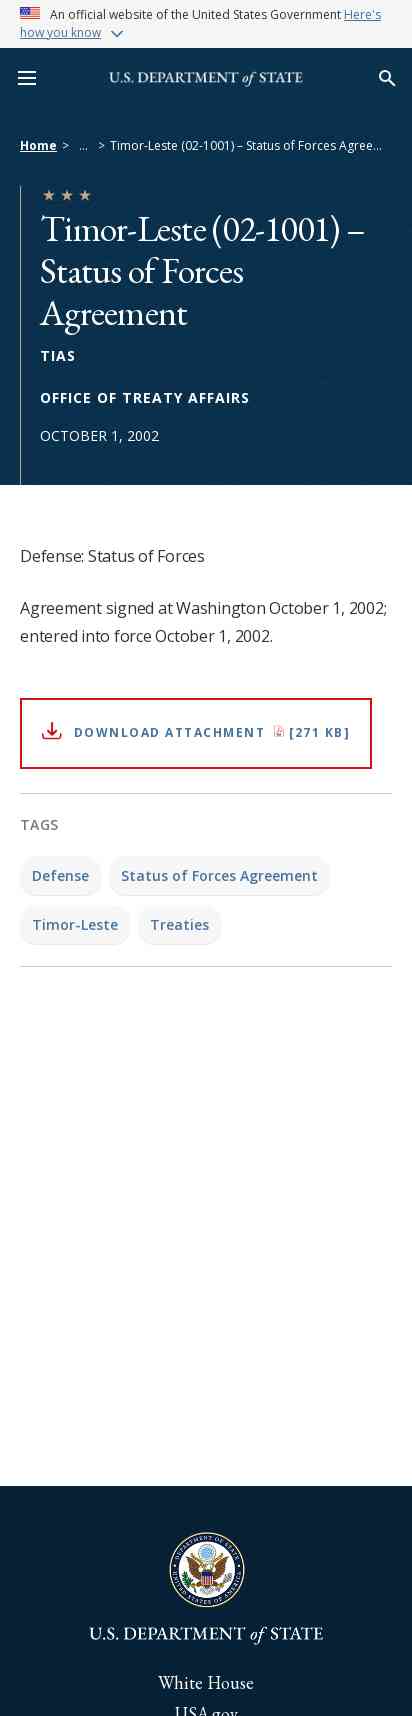 An official website of the United States Government Here's
how you know
U.S. DEPARTMENT of STATE
Home > ... > Timor-Leste (02-1001) – Status of Forces Agree...
Timor-Leste (02-1001) –
Status of Forces
Agreement
TIAS
OFFICE OF TREATY AFFAIRS
OCTOBER 1, 2002
Defense: Status of Forces
Agreement signed at Washington October 1, 2002;
entered into force October 1, 2002.
DOWNLOAD ATTACHMENT [271 KB]
TAGS
Defense Status of Forces Agreement
Timor-Leste Treaties
DEPARTMENT OF STATE
UNITED STATES OF AMERICA
U.S. DEPARTMENT of STATE
White House
USA.gov